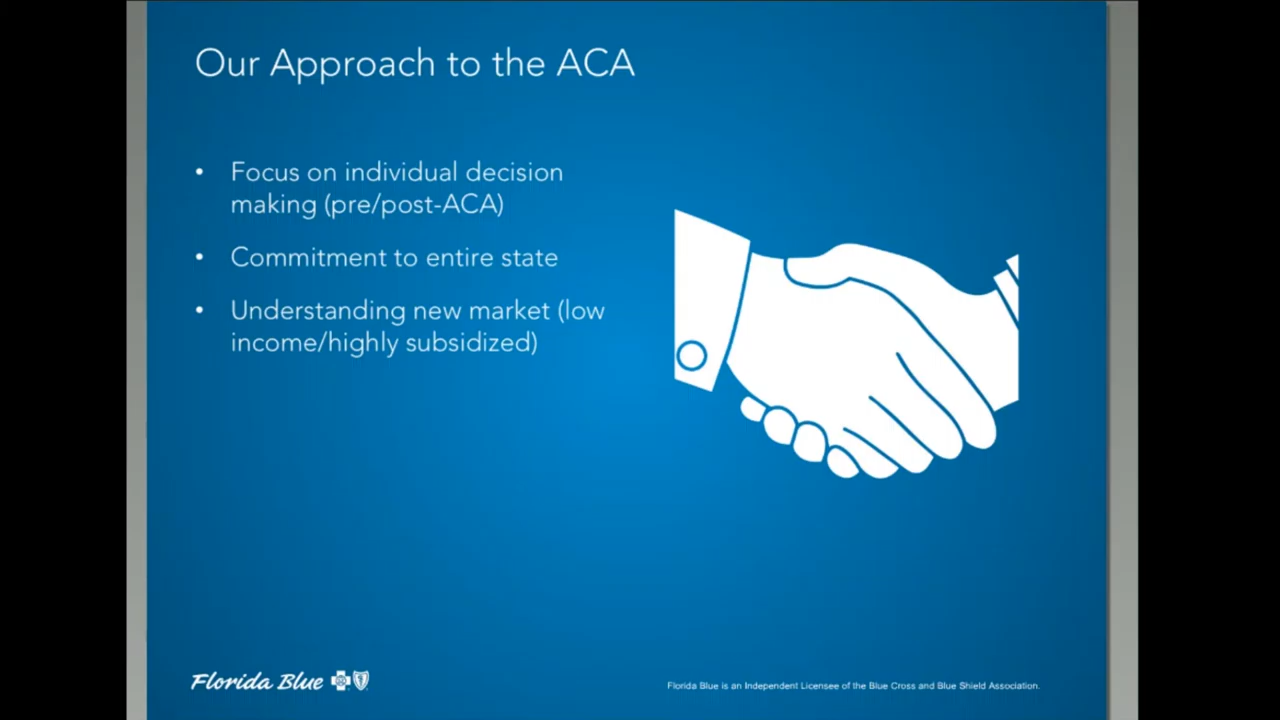 Our Approach to the ACA
• Focus on individual decision
making (pre/post-ACA)
• Commitment to entire state
• Understanding new market (low
income/highly subsidized)
Florida Blue
Florida Blue is an Independent Licensee of the Blue Cross and Blue Shield Association.